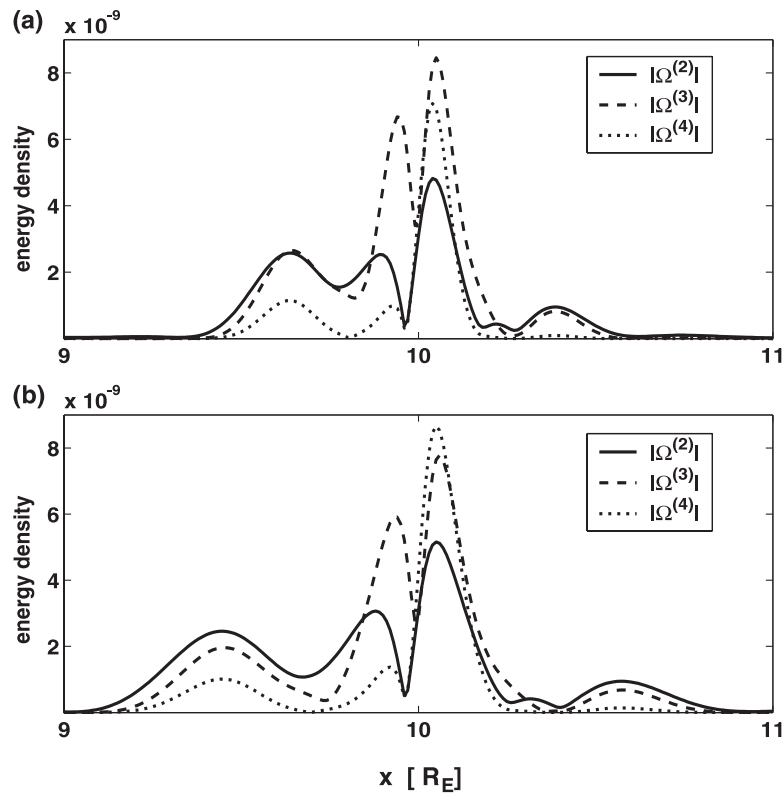 (a)
x 10⁻⁹
8
6
4
2
energy density
|Ω⁽²⁾|
|Ω⁽³⁾|
|Ω⁽⁴⁾|
9
10
11
(b)
x 10⁻⁹
8
6
4
2
energy density
|Ω⁽²⁾|
|Ω⁽³⁾|
|Ω⁽⁴⁾|
9
10
11
x [ R_E]